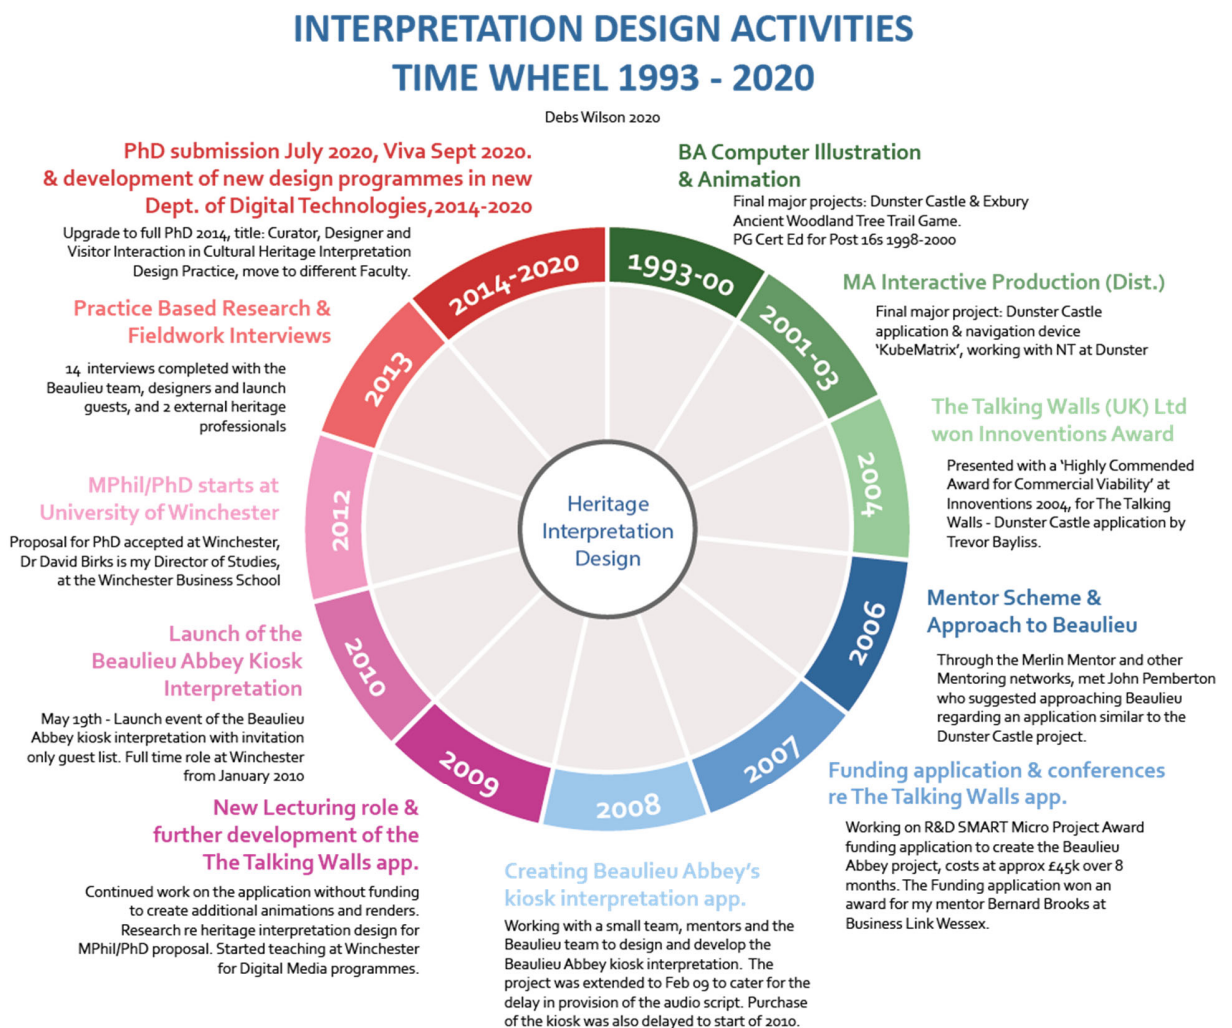 INTERPRETATION DESIGN ACTIVITIES
TIME WHEEL 1993 - 2020
Debs Wilson 2020
BA Computer Illustration
& Animation
Final major projects: Dunster Castle & Exbury
Ancient Woodland Tree Trail Game.
PG Cert Ed for Post 16s 1998-2000
1993-00
MA Interactive Production (Dist.)
Final major project: Dunster Castle
application & navigation device
‘KubeMatrix’, working with NT at Dunster
2001-03
The Talking Walls (UK) Ltd
won Innoventions Award
Presented with a ‘Highly Commended
Award for Commercial Viability’ at
Innoventions 2004, for The Talking
Walls - Dunster Castle application by
Trevor Bayliss.
2004
Mentor Scheme &
Approach to Beaulieu
Through the Merlin Mentor and other
Mentoring networks, met John Pemberton
who suggested approaching Beaulieu
regarding an application similar to the
Dunster Castle project.
2006
Funding application & conferences
re The Talking Walls app.
Working on R&D SMART Micro Project Award
funding application to create the Beaulieu
Abbey project, costs at approx £45k over 8
months. The Funding application won an
award for my mentor Bernard Brooks at
Business Link Wessex.
2007
Creating Beaulieu Abbey’s
kiosk interpretation app.
Working with a small team, mentors and the
Beaulieu team to design and develop the
Beaulieu Abbey kiosk interpretation. The
project was extended to Feb 09 to cater for the
delay in provision of the audio script. Purchase
of the kiosk was also delayed to start of 2010.
2008
New Lecturing role &
further development of the
The Talking Walls app.
Continued work on the application without funding
to create additional animations and renders.
Research re heritage interpretation design for
MPhil/PhD proposal. Started teaching at Winchester
for Digital Media programmes.
2009
Launch of the
Beaulieu Abbey Kiosk
Interpretation
May 19th - Launch event of the Beaulieu
Abbey kiosk interpretation with invitation
only guest list. Full time role at Winchester
from January 2010
2010
MPhil/PhD starts at
University of Winchester
Proposal for PhD accepted at Winchester,
Dr David Birks is my Director of Studies,
at the Winchester Business School
2012
Practice Based Research &
Fieldwork Interviews
14 interviews completed with the
Beaulieu team, designers and launch
guests, and 2 external heritage
professionals
2013
PhD submission July 2020, Viva Sept 2020.
& development of new design programmes in new
Dept. of Digital Technologies,2014-2020
Upgrade to full PhD 2014, title: Curator, Designer and
Visitor Interaction in Cultural Heritage Interpretation
Design Practice, move to different Faculty.
2014-2020
Heritage
Interpretation
Design